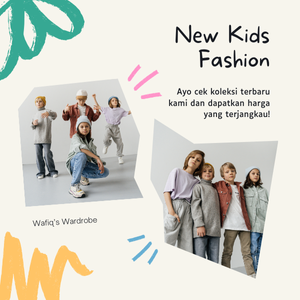 New Kids
Fashion
Ayo cek koleksi terbaru
kami dan dapatkan harga
yang terjangkau!
Wafiq's Wardrobe